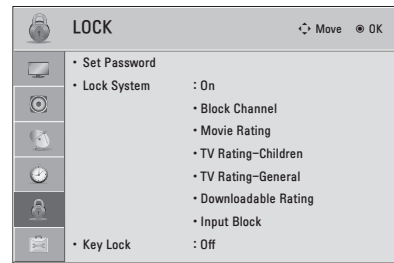 LOCK Move OK
• Set Password
• Lock System : On
• Block Channel
• Movie Rating
• TV Rating-Children
• TV Rating-General
• Downloadable Rating
• Input Block
• Key Lock : Off